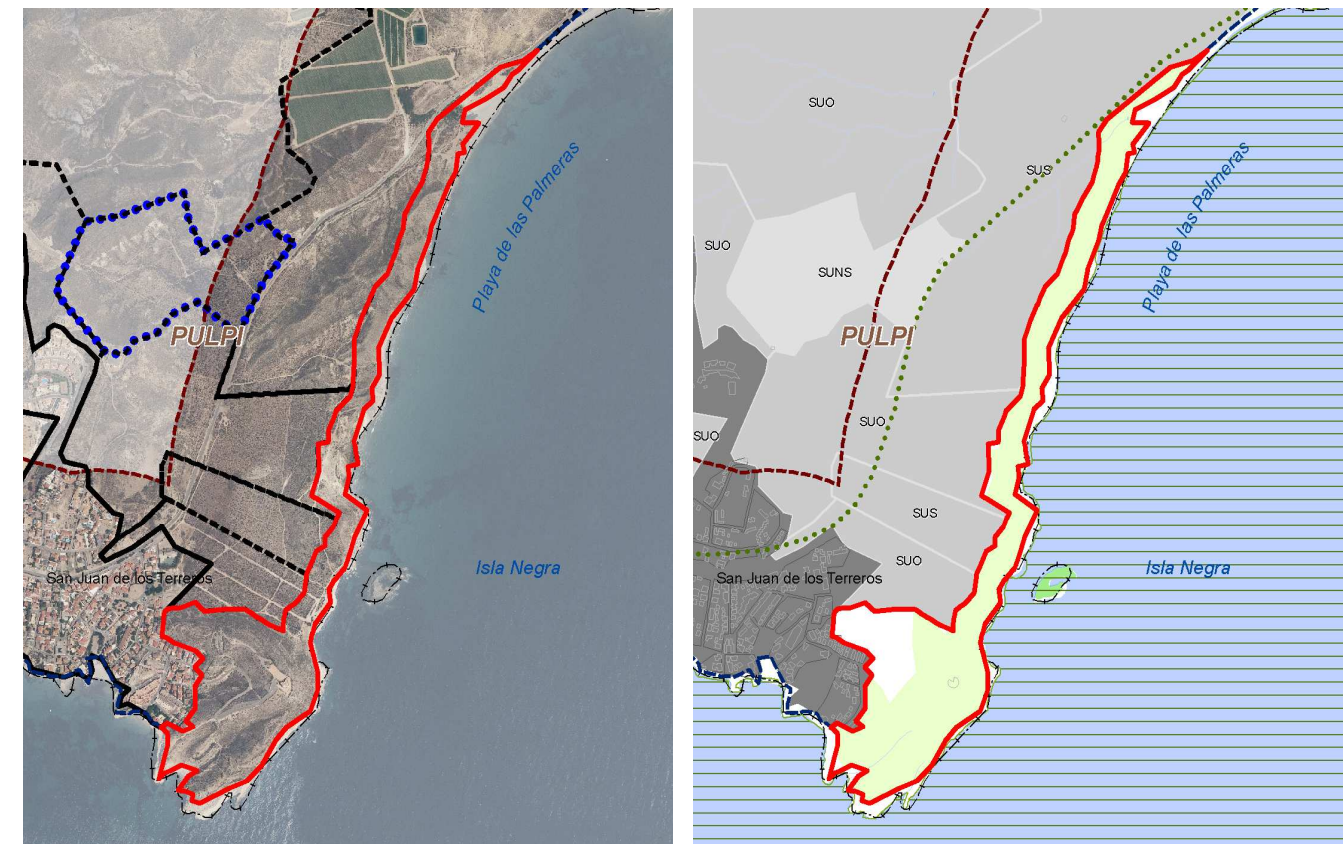 Playa de las Palmeras
PULPI
Isla Negra
San Juan de los Terreros
SUO
SUS
Playa de las Palmeras
SUO
SUNS
PULPI
SUO
SUO
SUS
SUO
Isla Negra
San Juan de los Terreros